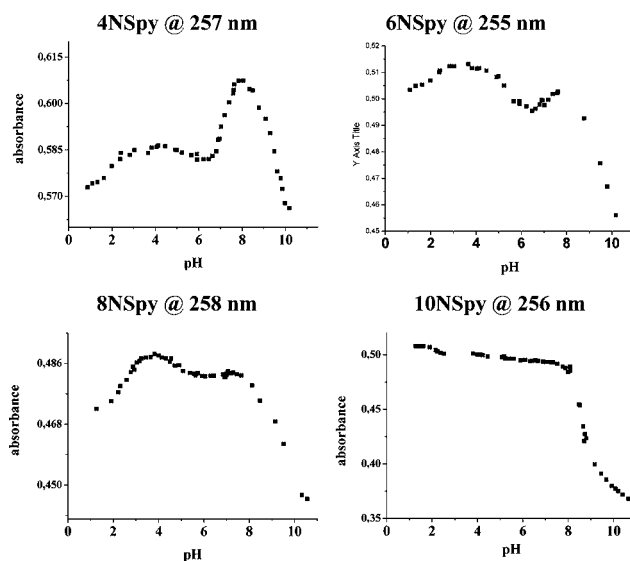 4NSpy @ 257 nm
absorbance
0,615
0,600
0,585
0,570
0 2 4 6 8 10
pH
6NSpy @ 255 nm
Y Axis Title
0,52
0,51
0,50
0,49
0,48
0,47
0,46
0,45
0 2 4 6 8 10
pH
8NSpy @ 258 nm
absorbance
0,486
0,468
0,450
0 2 4 6 8 10
pH
10NSpy @ 256 nm
absorbance
0,50
0,45
0,40
0,35
0 2 4 6 8 10
pH